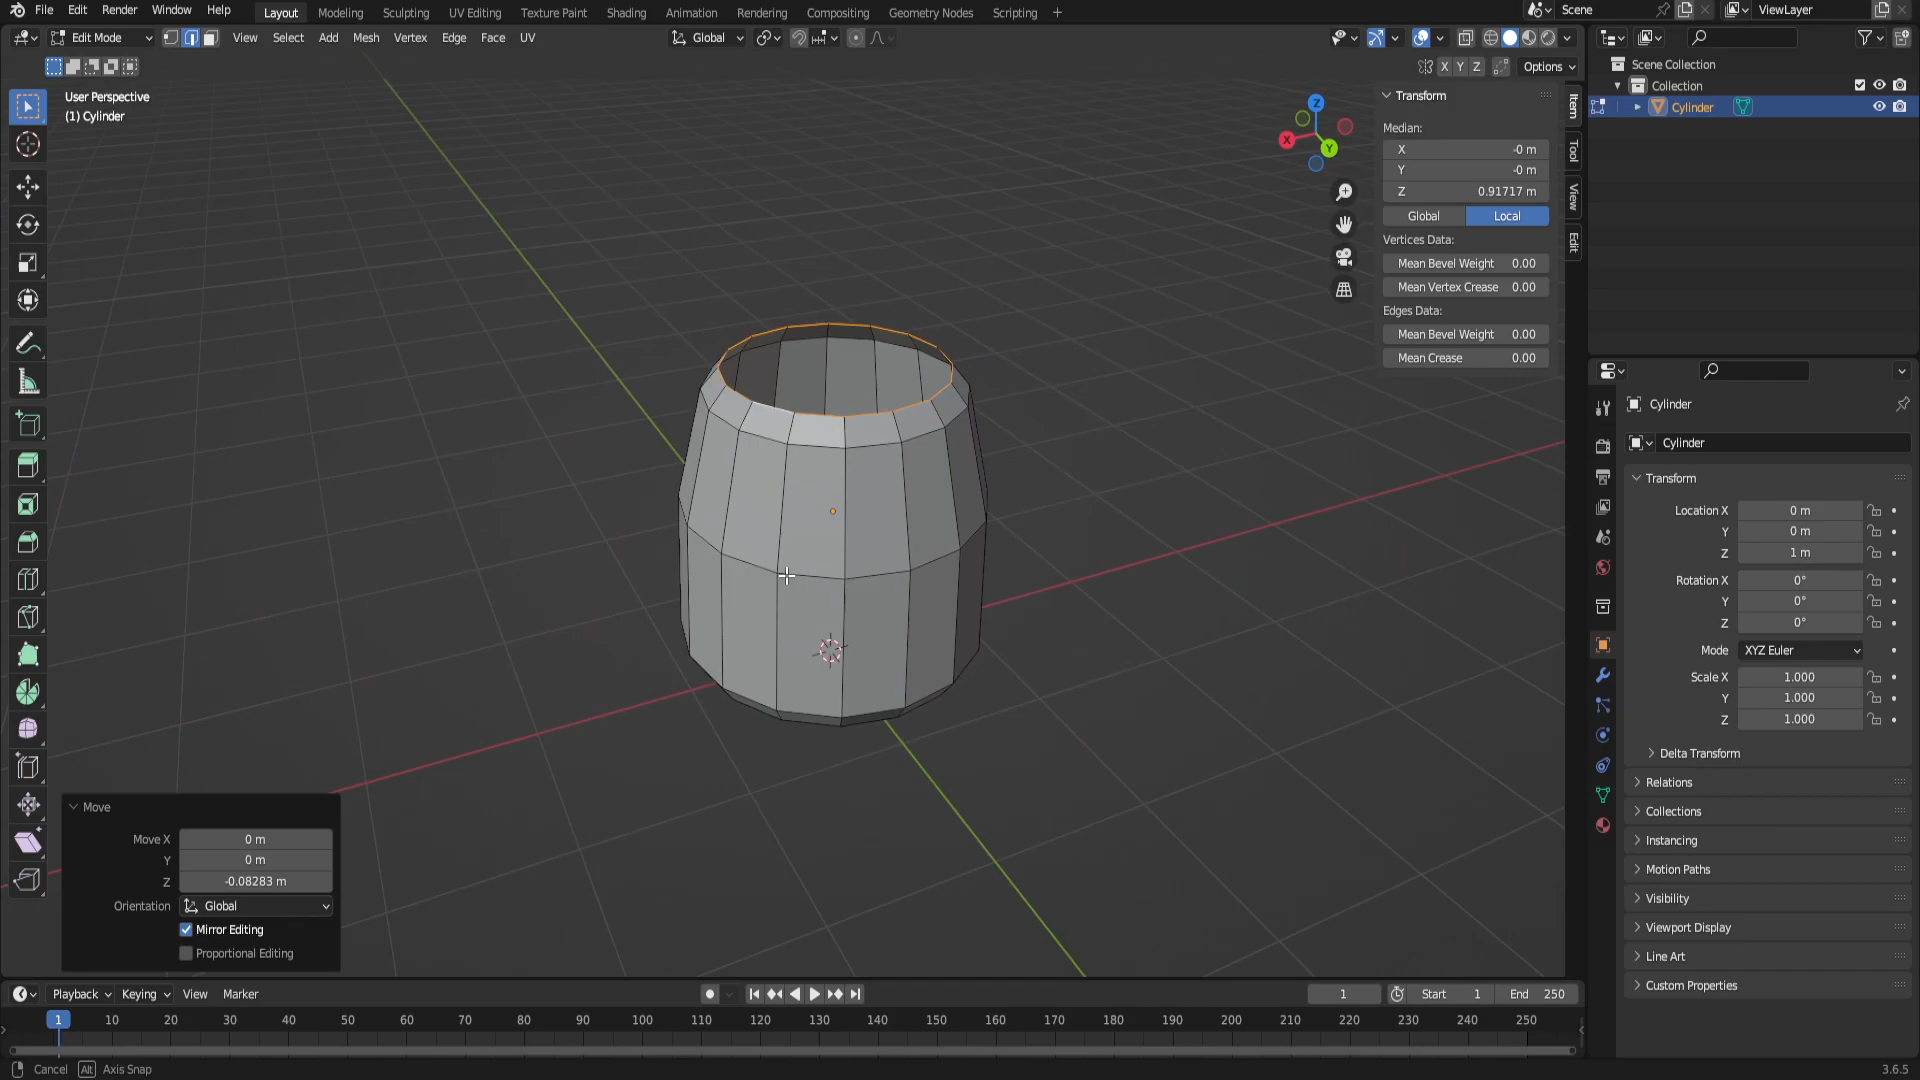 File Edit Render Window Help Layout Modeling Sculpting UV Editing Texture Paint Shading Animation Rendering Compositing Geometry Nodes Scripting + Scene ViewLayer
Edit Mode View Select Add Mesh Vertex Edge Face UV Global
X Y Z Options
User Perspective
(1) Cylinder
Z
X
Y
Transform
Median:
X -0 m
Y -0 m
Z 0.91717 m
Global Local
Vertices Data:
Mean Bevel Weight 0.00
Mean Vertex Crease 0.00
Edges Data:
Mean Bevel Weight 0.00
Mean Crease 0.00
Item
Tool
View
Edit
Scene Collection
Collection
Cylinder
Cylinder
Cylinder
Transform
Location X 0 m
Y 0 m
Z 1 m
Rotation X 0°
Y 0°
Z 0°
Mode XYZ Euler
Scale X 1.000
Y 1.000
Z 1.000
Delta Transform
Relations
Collections
Instancing
Motion Paths
Visibility
Viewport Display
Line Art
Custom Properties
Move
Move X 0 m
Y 0 m
Z -0.08283 m
Orientation Global
Mirror Editing
Proportional Editing
Playback Keying View Marker 1 Start 1 End 250
1 10 20 30 40 50 60 70 80 90 100 110 120 130 140 150 160 170 180 190 200 210 220 230 240 250
Cancel Alt Axis Snap 3.6.5